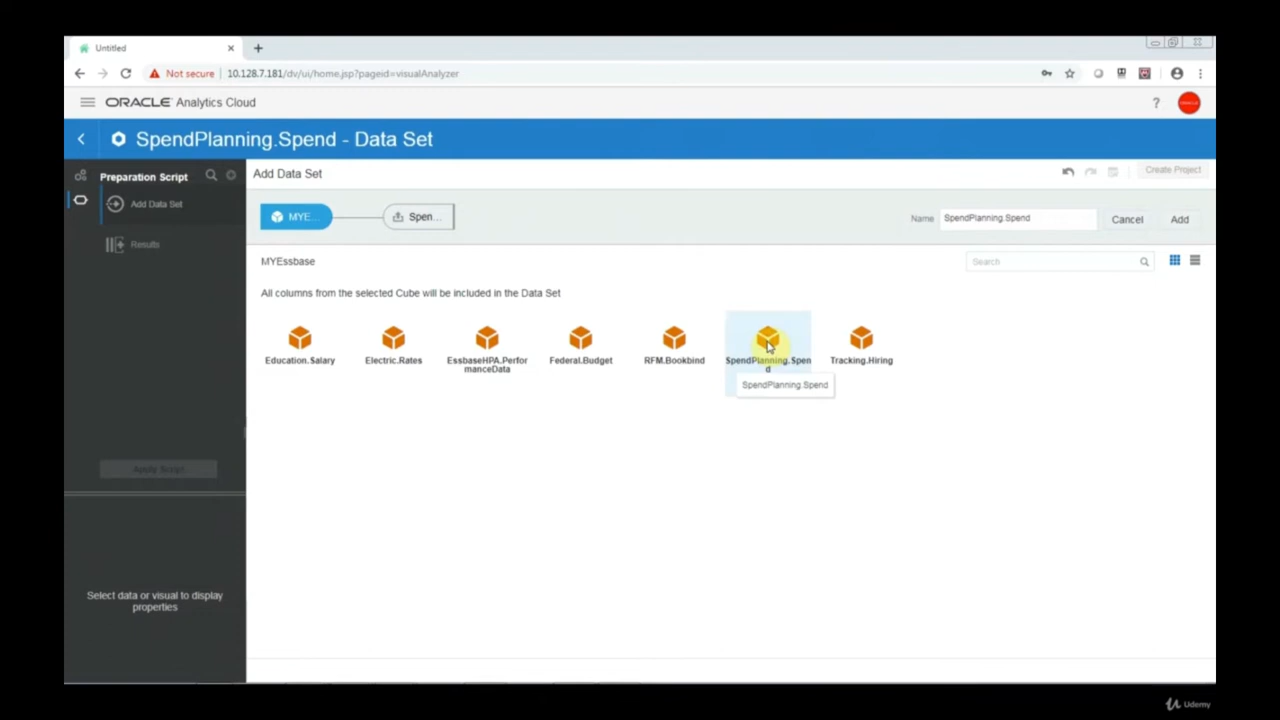 Untitled
Not secure | 10.128.7.181/dv/ui/home.jsp?pageid=visualAnalyzer
ORACLE Analytics Cloud
?
SpendPlanning.Spend - Data Set
Preparation Script
Add Data Set
Create Project
Add Data Set
MYE...
Spen...
Name
SpendPlanning.Spend
Cancel
Add
Results
MYEssbase
Search
All columns from the selected Cube will be included in the Data Set
Education.Salary
Electric.Rates
EssbaseHPA.Perfor
manceData
Federal.Budget
RFM.Bookbind
SpendPlanning.Spen
d
Tracking.Hiring
SpendPlanning.Spend
Apply Script
Select data or visual to display
properties
Udemy